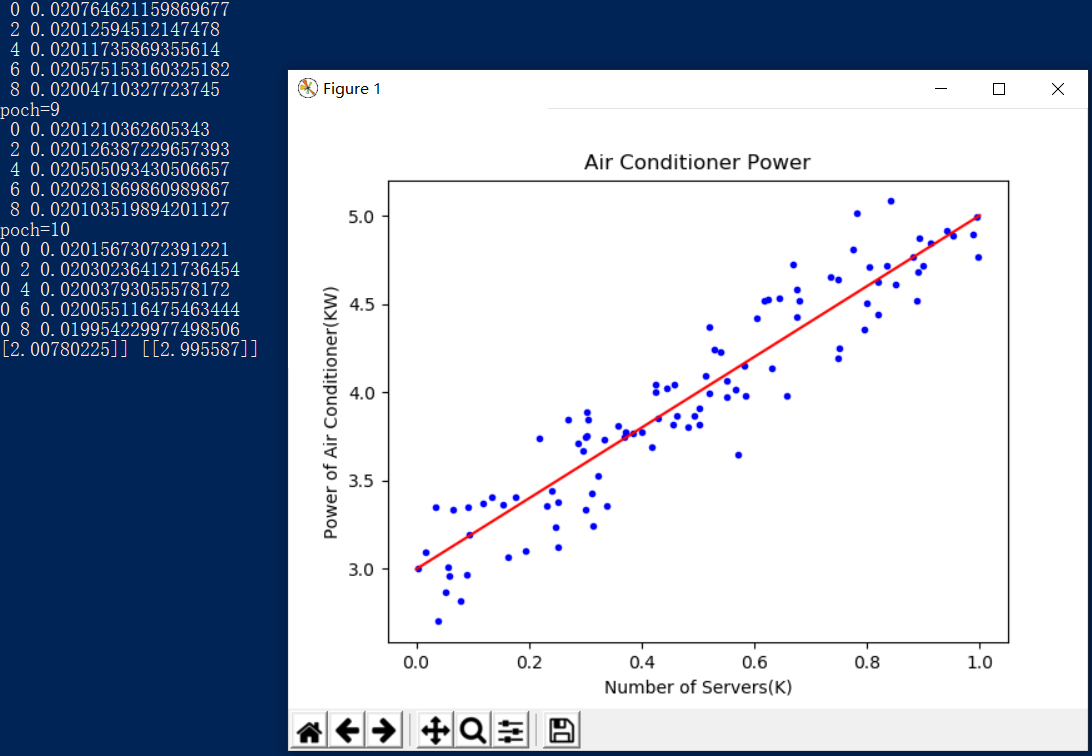 0 0.020764621159869677
2 0.02012594512147478
4 0.02011735869355614
6 0.020575153160325182
8 0.02004710327723745
poch=9
0 0.0201210362605343
2 0.020126387229657393
4 0.020505093430506657
6 0.020281869860989867
8 0.020103519894201127
poch=10
0 0 0.02015673072391221
0 2 0.020302364121736454
0 4 0.02003793055578172
0 6 0.020055116475463444
0 8 0.019954229977498506
[2.00780225]] [[2.995587]]
Figure 1
Air Conditioner Power
5.0
4.5
4.0
3.5
3.0
Power of Air Conditioner(KW)
0.0 0.2 0.4 0.6 0.8 1.0
Number of Servers(K)